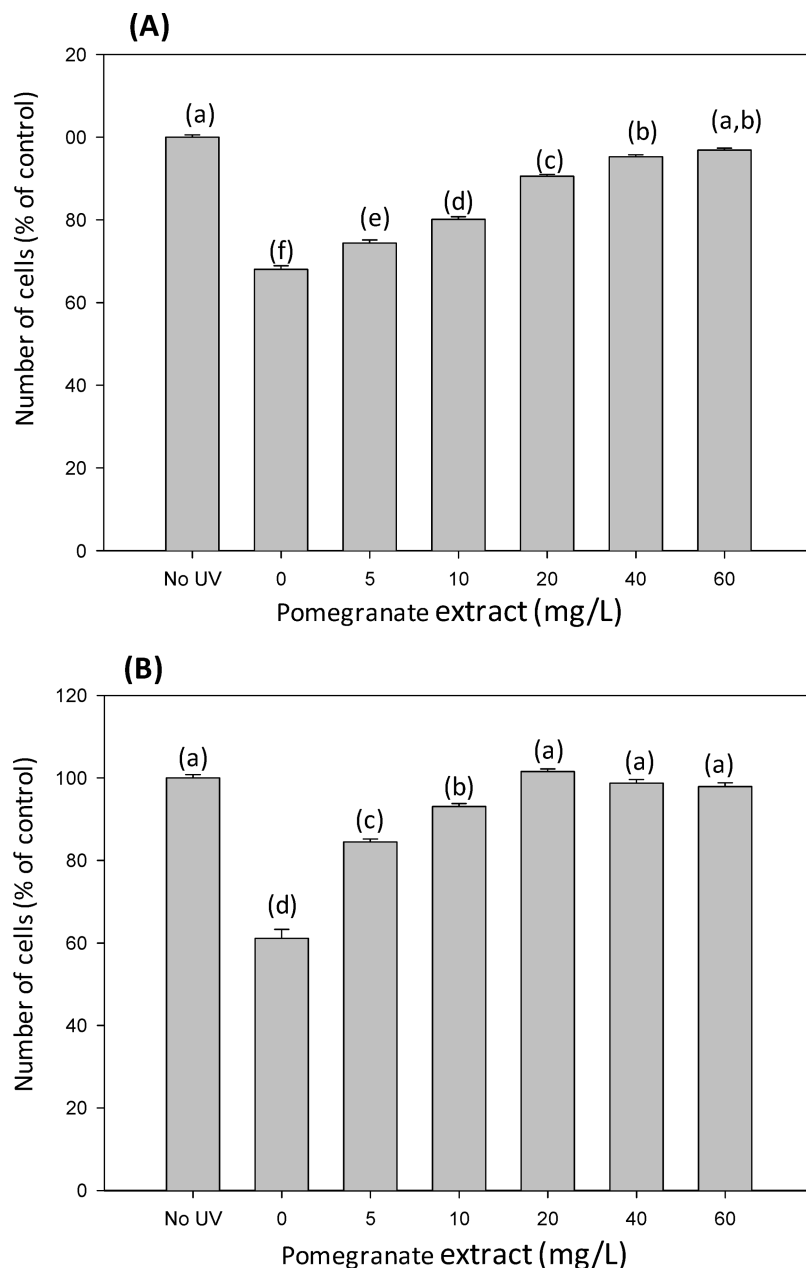 (A)
Number of cells (% of control)
20
00
80
60
40
20
0
(a)
(f)
(e)
(d)
(c)
(b)
(a,b)
No UV 0 5 10 20 40 60
Pomegranate extract (mg/L)
(B)
Number of cells (% of control)
120
100
80
60
40
20
0
(a)
(d)
(c)
(b)
(a)
(a)
(a)
No UV 0 5 10 20 40 60
Pomegranate extract (mg/L)